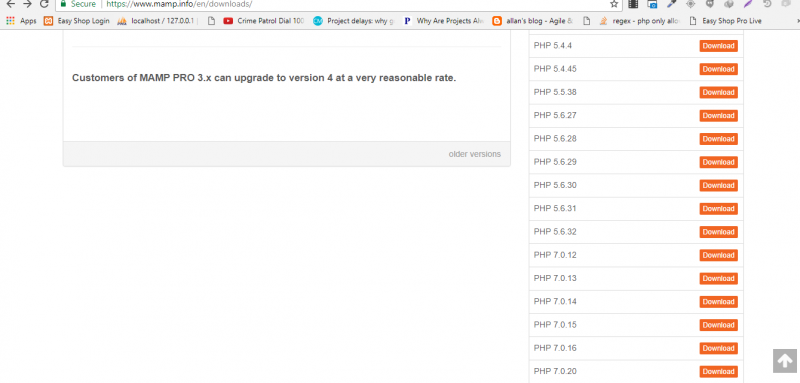 Secure | https://www.mamp.info/en/downloads/
Apps Easy Shop Login localhost / 127.0.0.1 Crime Patrol Dial 100 Project delays: why g Why Are Projects Alw allan's blog - Agile & regex - php only allo Easy Shop Pro Live
Customers of MAMP PRO 3.x can upgrade to version 4 at a very reasonable rate.
older versions
PHP 5.4.4 Download
PHP 5.4.45 Download
PHP 5.5.38 Download
PHP 5.6.27 Download
PHP 5.6.28 Download
PHP 5.6.29 Download
PHP 5.6.30 Download
PHP 5.6.31 Download
PHP 5.6.32 Download
PHP 7.0.12 Download
PHP 7.0.13 Download
PHP 7.0.14 Download
PHP 7.0.15 Download
PHP 7.0.16 Download
PHP 7.0.20 Download